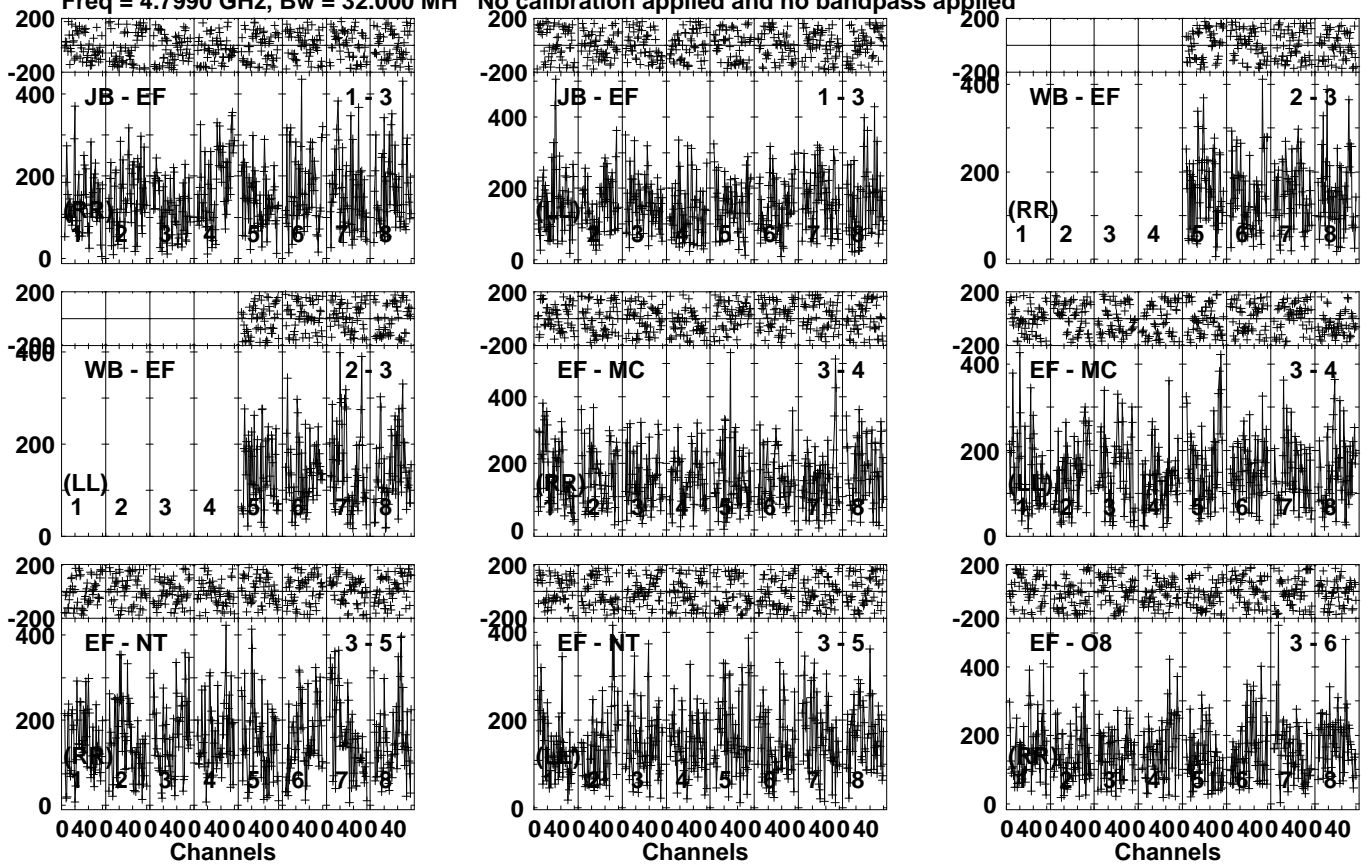 Freq = 4.7990 GHz, Bw = 32.000 MH No calibration applied and no bandpass applied
200 200 200
-200 -200 -200
400 JB - EF 1 - 3 400 JB - EF 1 - 3 400 WB - EF 2 - 3
200 200 200
(RR) (LL) (RR)
1 2 3 4 5 6 7 8 1 2 3 4 5 6 7 8 1 2 3 4 5 6 7 8
0 0 0
200 200 200
-200 -200 -200
400 WB - EF 2 - 3 400 EF - MC 3 - 4 400 EF - MC 3 - 4
200 200 200
(LL) (RR) (LL)
1 2 3 4 5 6 7 8 1 2 3 4 5 6 7 8 1 2 3 4 5 6 7 8
0 0 0
200 200 200
-200 -200 -200
400 EF - NT 3 - 5 400 EF - NT 3 - 5 400 EF - O8 3 - 6
200 200 200
(RR) (LL) (RR)
1 2 3 4 5 6 7 8 1 2 3 4 5 6 7 8 1 2 3 4 5 6 7 8
0 0 0
0 40 0 40 0 40 0 40 0 40 0 40 0 40 0 40 0 40 0 40 0 40 0 40 0 40 0 40 0 40 0 40 0 40 0 40 0 40 0 40 0 40 0 40 0 40 0 40
Channels Channels Channels